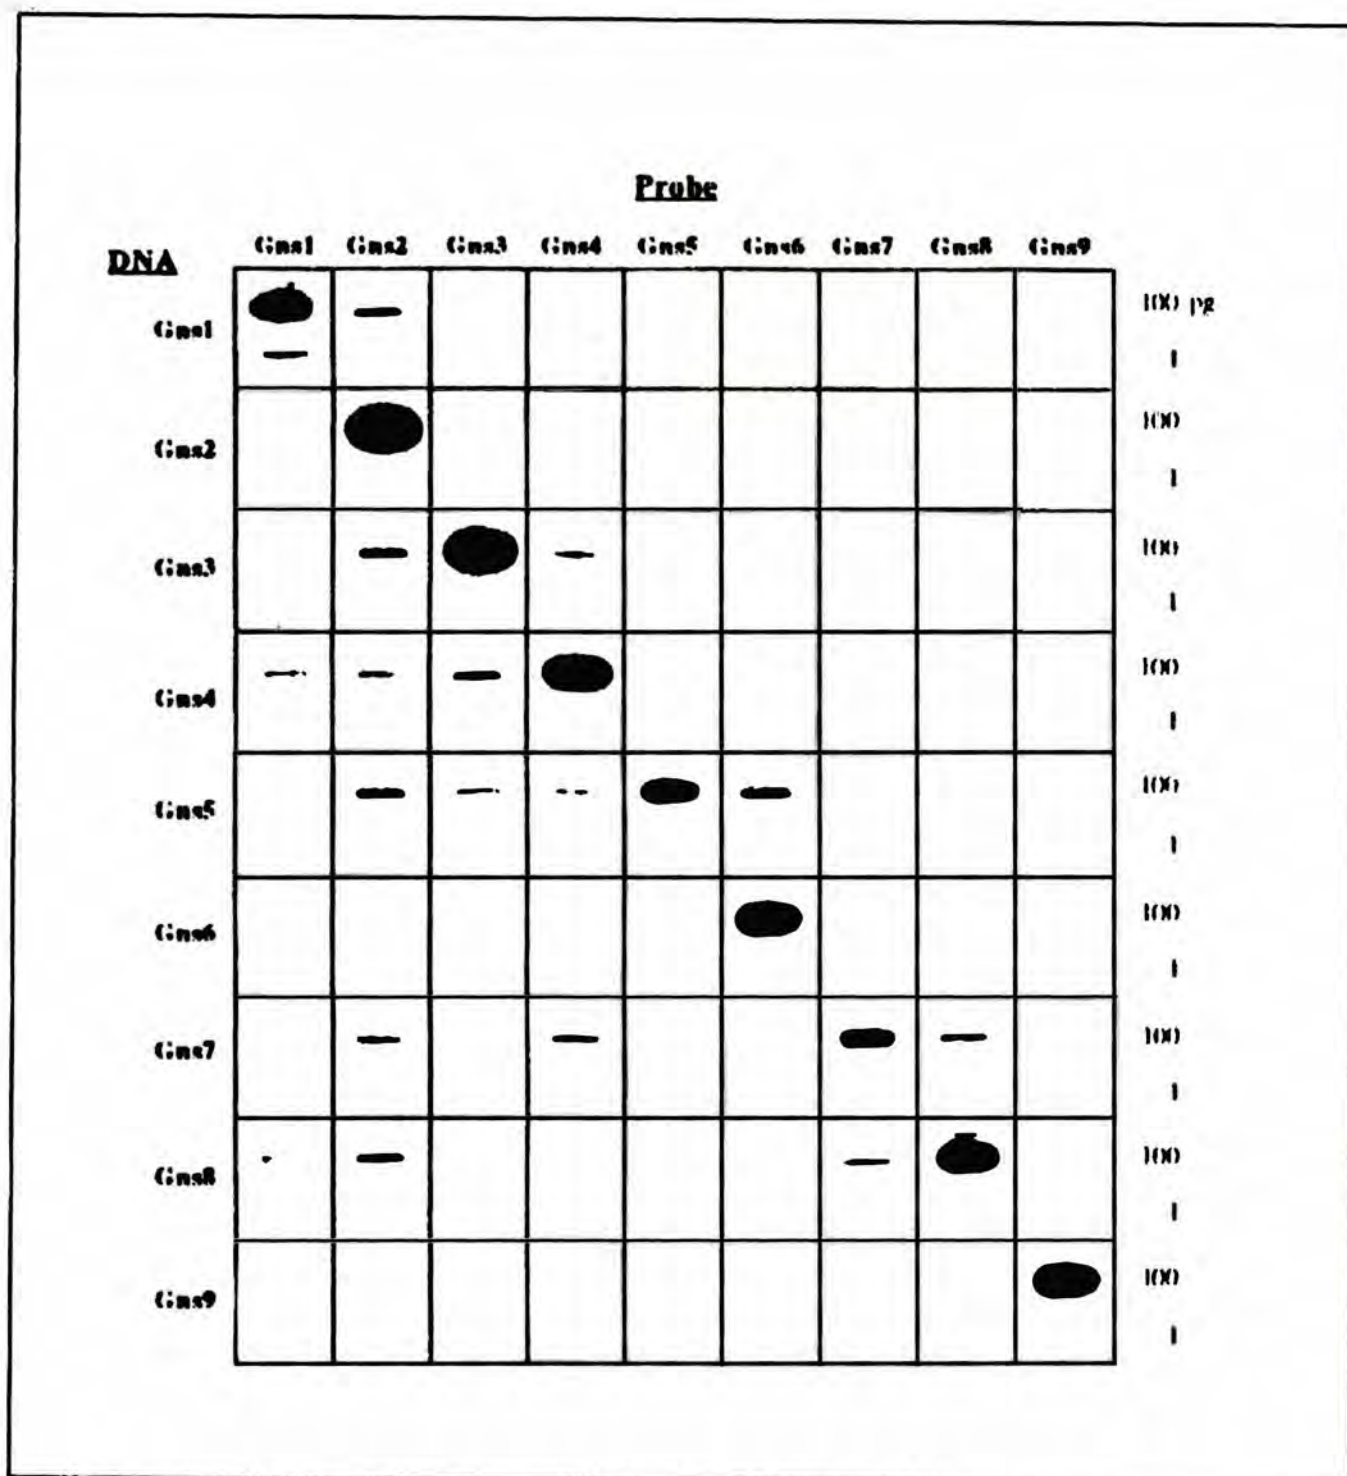 Probe
DNA Gns1 Gns2 Gns3 Gns4 Gns5 Gns6 Gns7 Gns8 Gns9
Gns1 100 pg
1
Gns2 100
1
Gns3 100
1
Gns4 100
1
Gns5 100
1
Gns6 100
1
Gns7 100
1
Gns8 100
1
Gns9 100
1